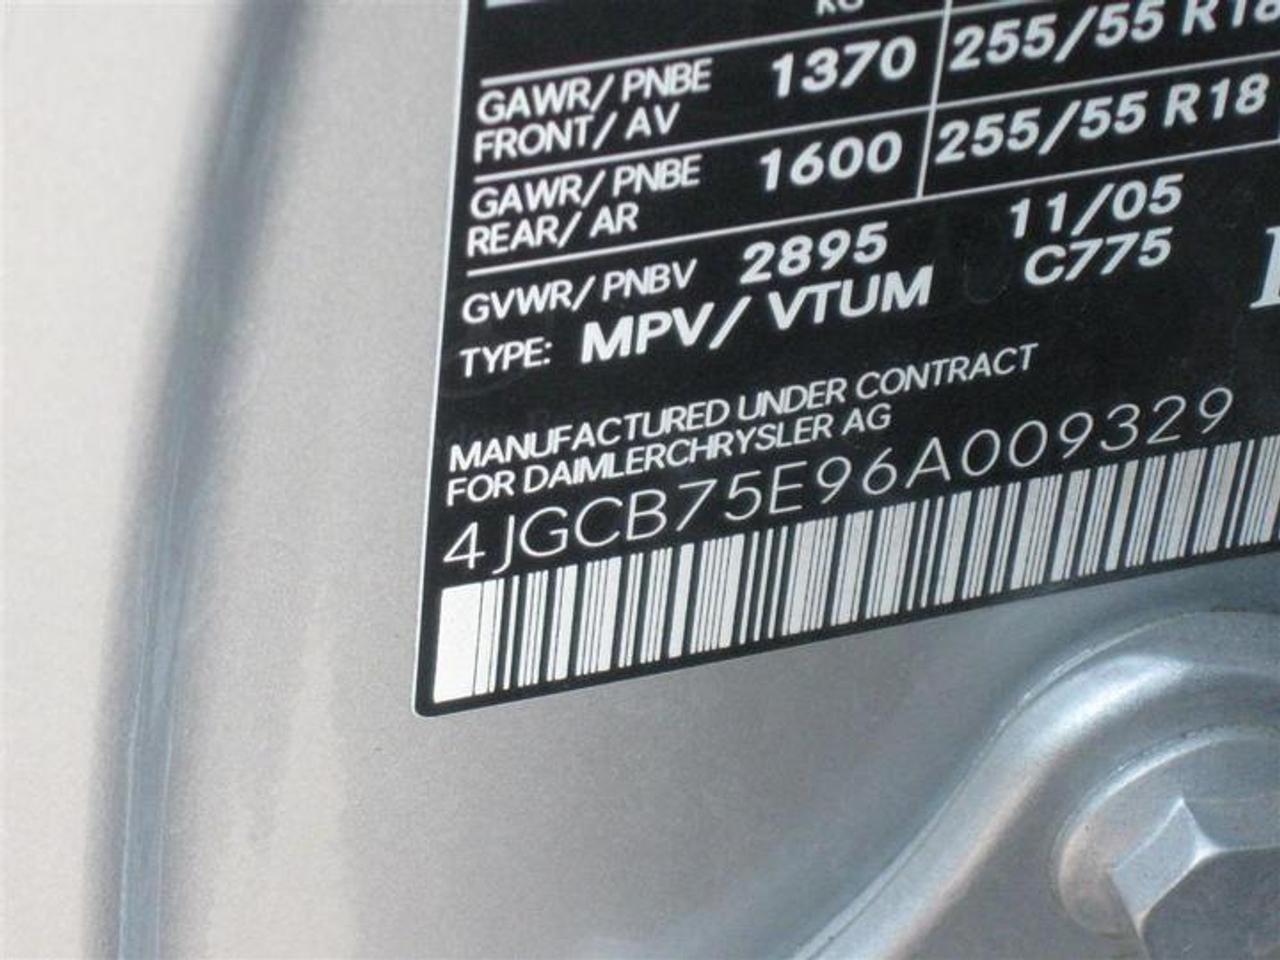 KG
GAWR/PNBE FRONT/AV 1370 255/55 R18
GAWR/PNBE REAR/AR 1600 255/55 R18
GVWR/PNBV 2895 11/05
TYPE: MPV/VTUM C775
MANUFACTURED UNDER CONTRACT
FOR DAIMLERCHRYSLER AG
4JGCB75E96A009329